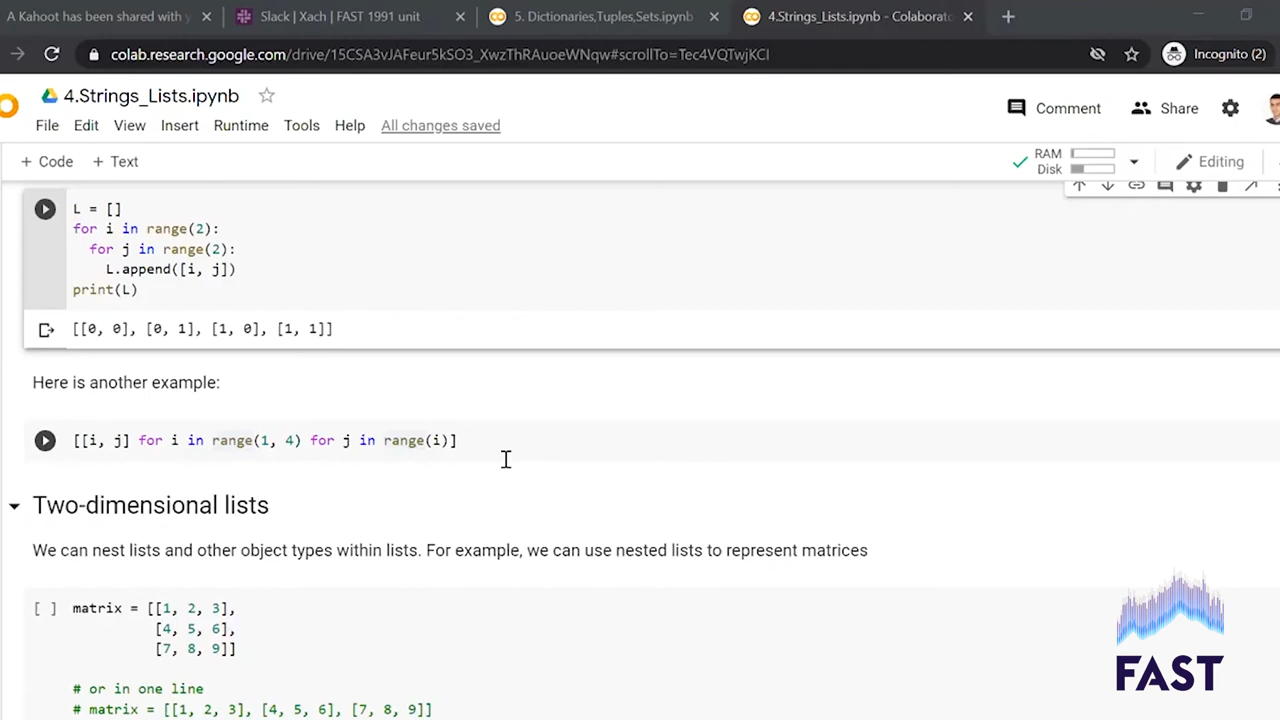 A Kahoot has been shared with y
Slack | Xach | FAST 1991 unit
5. Dictionaries,Tuples,Sets.ipynb
4.Strings_Lists.ipynb - Colaborato
colab.research.google.com/drive/15CSA3vJAFeur5kSO3_XwzThRAuoeWNqw#scrollTo=Tec4VQTwjKCI
Incognito (2)
4.Strings_Lists.ipynb
Comment
Share
File Edit View Insert Runtime Tools Help All changes saved
+ Code + Text
RAM
Disk
Editing
L = []
for i in range(2):
for j in range(2):
L.append([i, j])
print(L)
[[0, 0], [0, 1], [1, 0], [1, 1]]
Here is another example:
[[i, j] for i in range(1, 4) for j in range(i)]
Two-dimensional lists
We can nest lists and other object types within lists. For example, we can use nested lists to represent matrices
[ ] matrix = [[1, 2, 3],
[4, 5, 6],
[7, 8, 9]]
# or in one line
# matrix = [[1, 2, 3], [4, 5, 6], [7, 8, 9]]
FAST